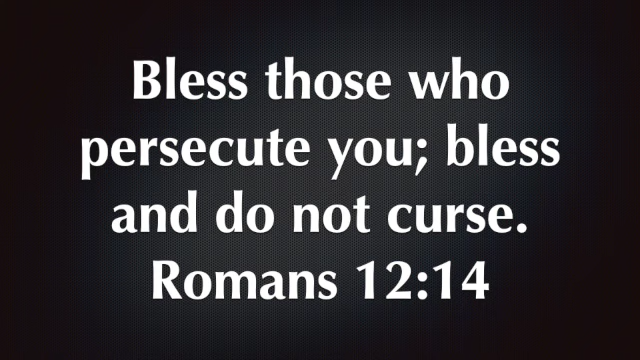 Bless those who
persecute you; bless
and do not curse.
Romans 12:14